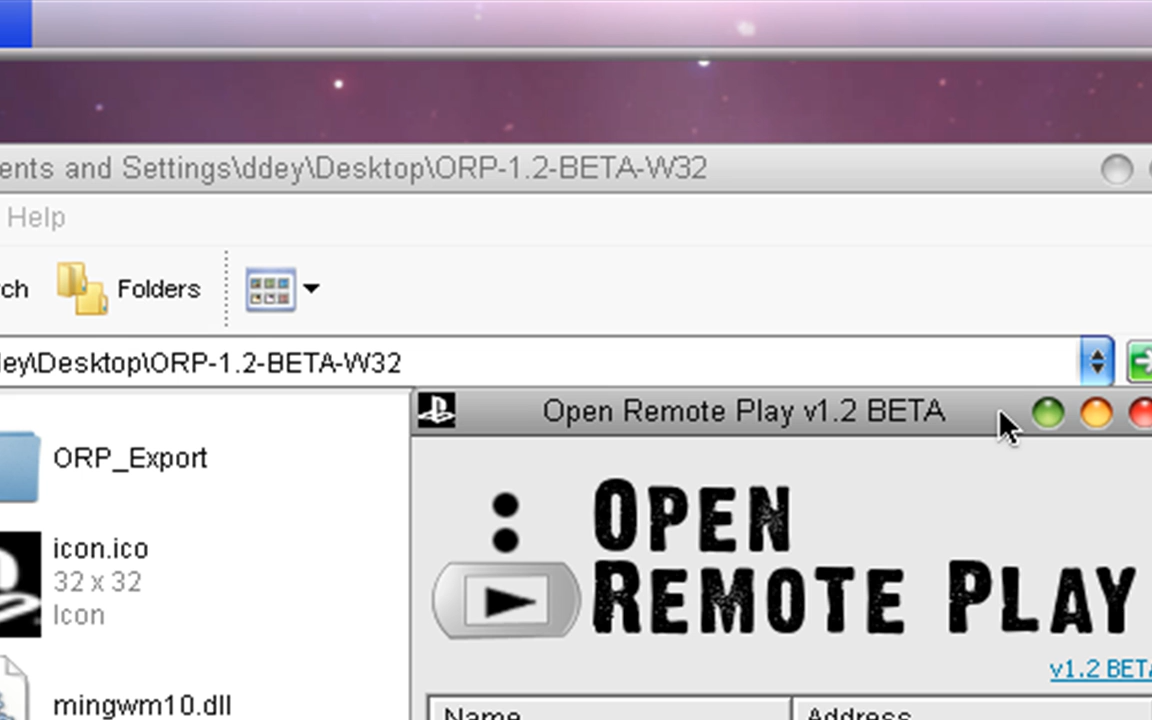 ents and Settings\ddey\Desktop\ORP-1.2-BETA-W32
Help
rch Folders
ey\Desktop\ORP-1.2-BETA-W32
Open Remote Play v1.2 BETA
ORP_Export
OPEN
REMOTE PLAY
icon.ico
32 x 32
Icon
v1.2 BETA
mingwm10.dll
Name Address